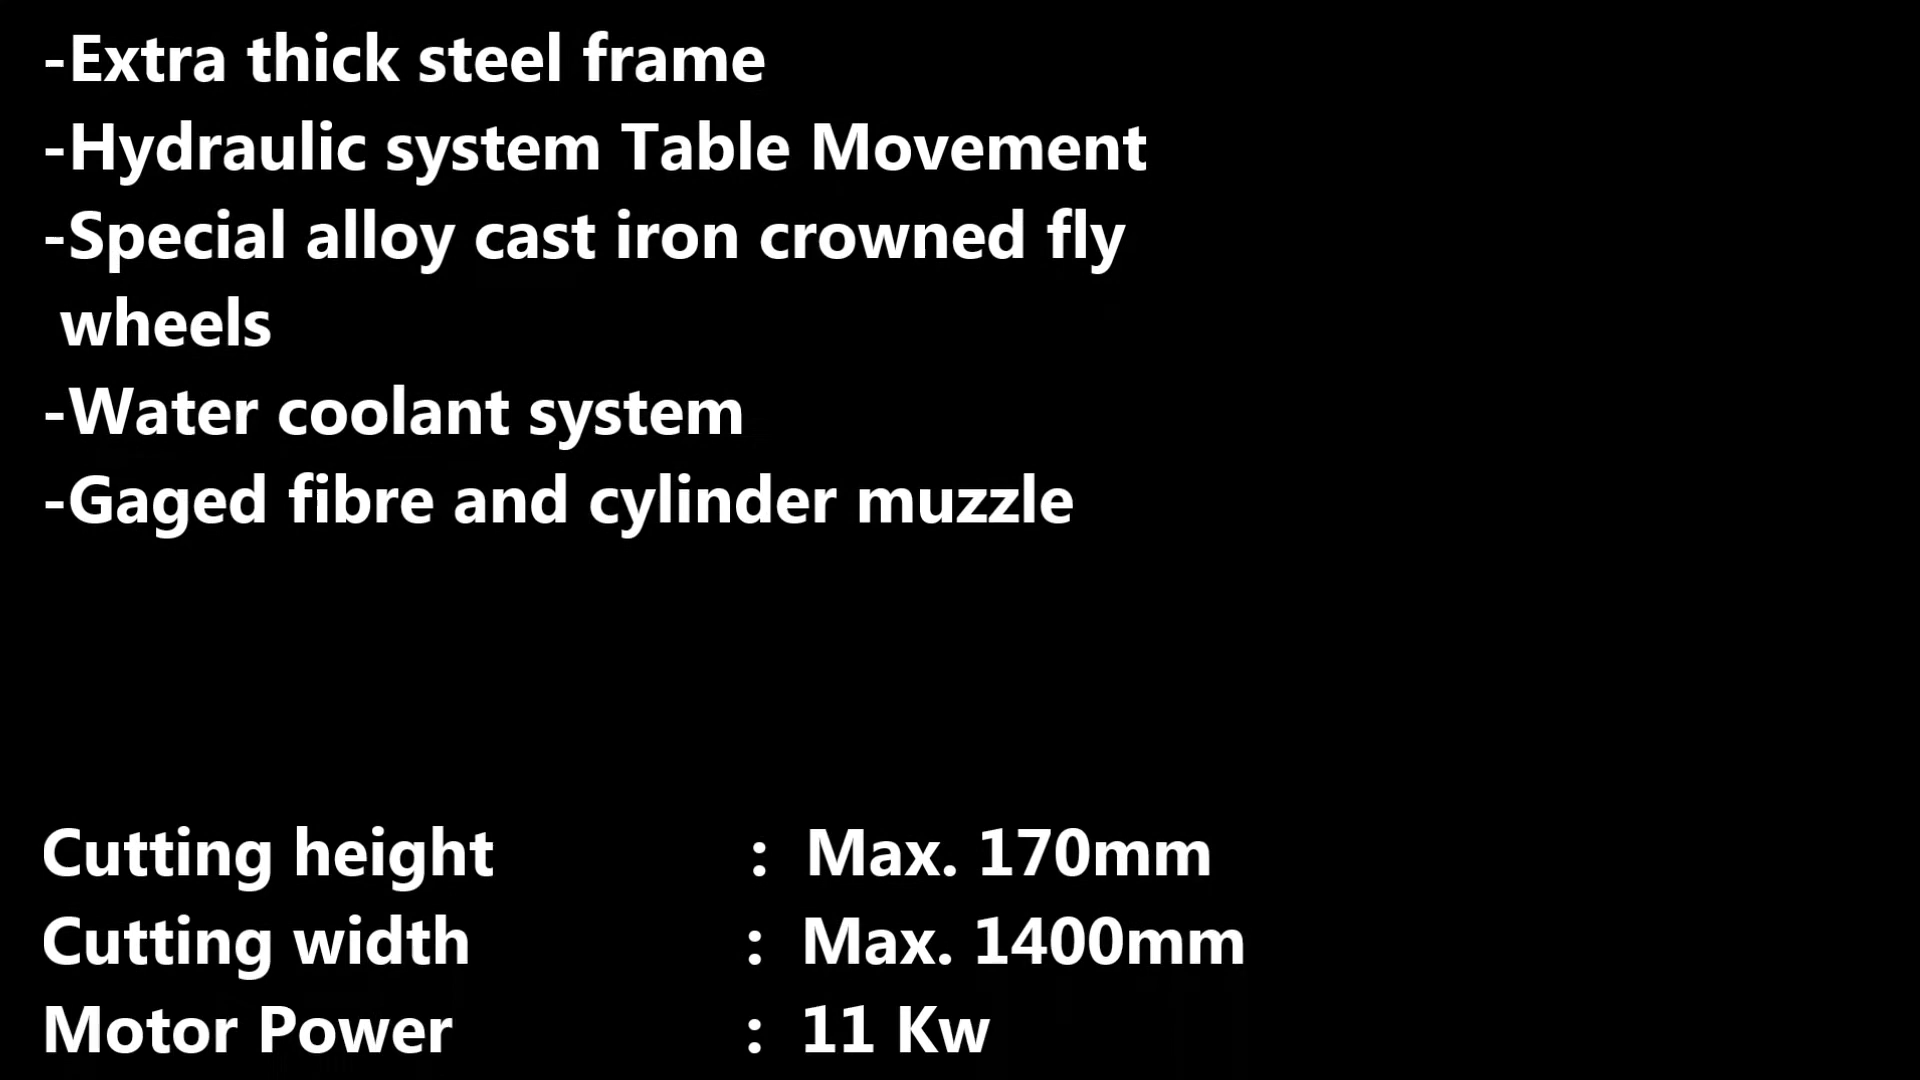 -Extra thick steel frame
-Hydraulic system Table Movement
-Special alloy cast iron crowned fly
wheels
-Water coolant system
-Gaged fibre and cylinder muzzle
Cutting height : Max. 170mm
Cutting width : Max. 1400mm
Motor Power : 11 Kw